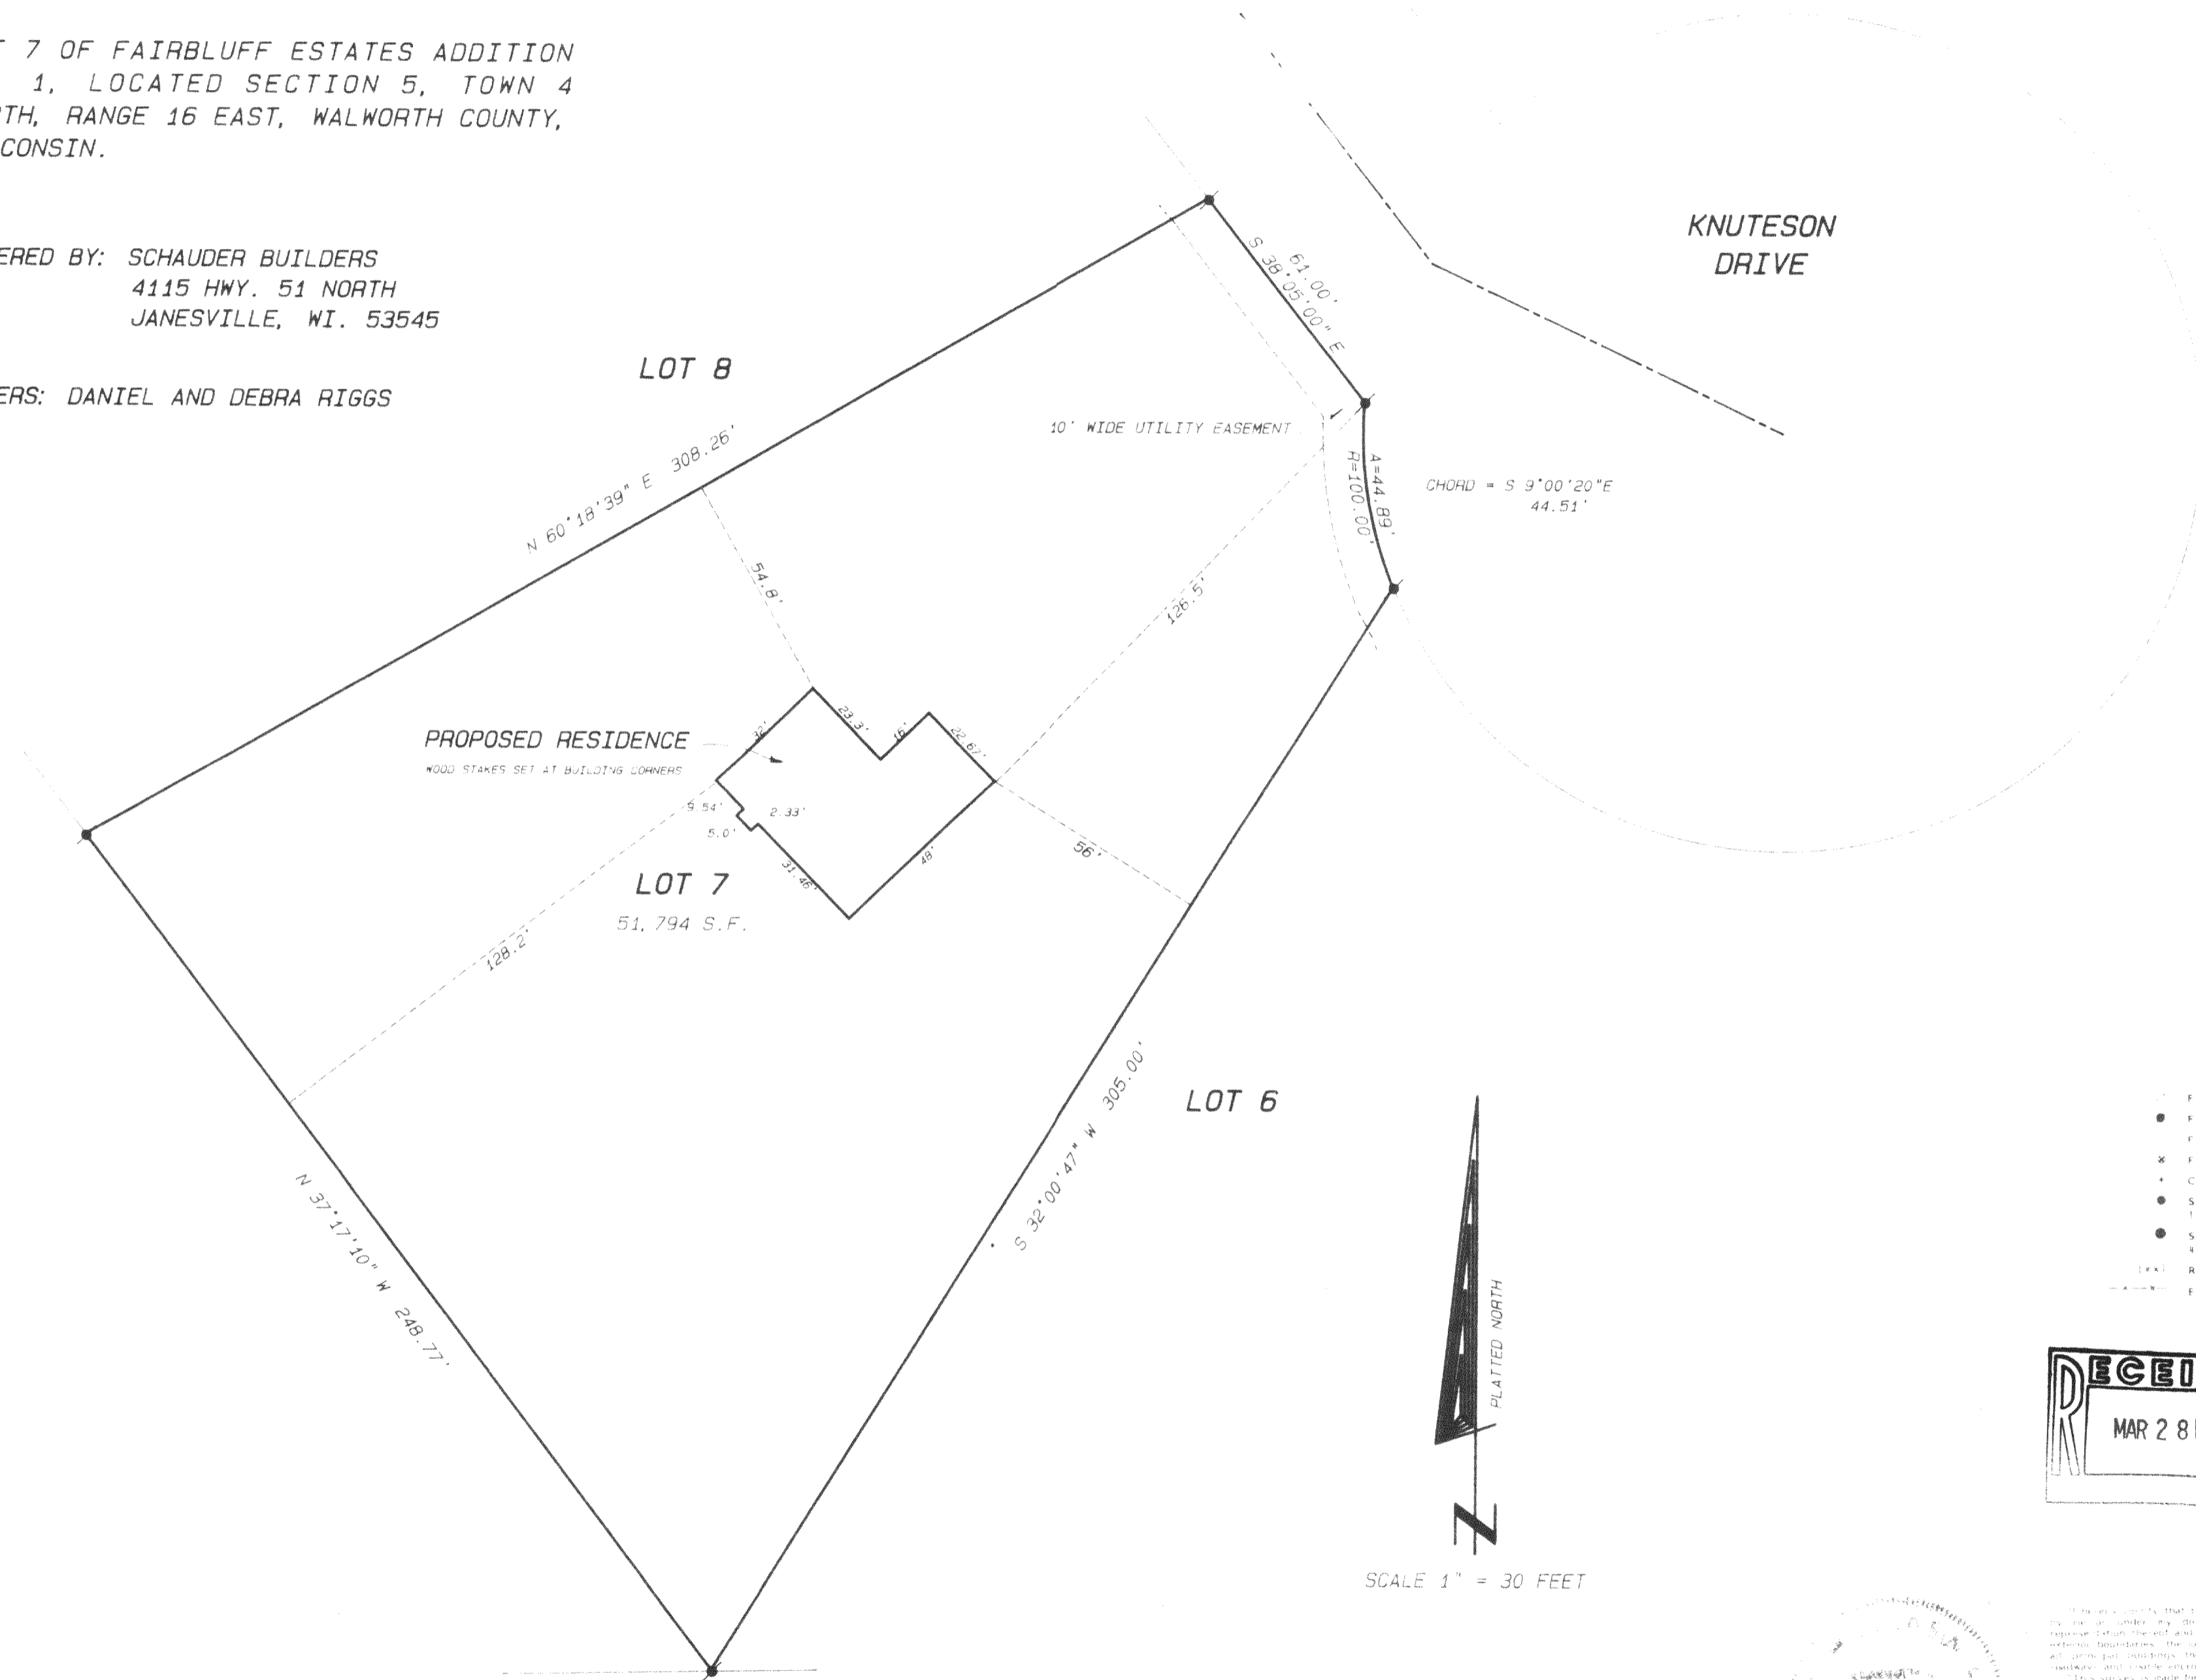 7 OF FAIRBLUFF ESTATES ADDITION
1, LOCATED SECTION 5, TOWN 4
TH, RANGE 16 EAST, WALWORTH COUNTY,
CONSIN.
ERED BY: SCHAUDER BUILDERS
4115 HWY. 51 NORTH
JANESVILLE, WI. 53545
ERS: DANIEL AND DEBRA RIGGS
KNUTESON
DRIVE
61.00'
S 38°05'00" E
LOT 8
10' WIDE UTILITY EASEMENT
N 60°18'39" E 308.26'
A=44.89'
R=100.00'
CHORD = S 9°00'20"E
44.51'
54.8'
126.5'
PROPOSED RESIDENCE
WOOD STAKES SET AT BUILDING CORNERS
32'
23.3'
16'
22.67'
9.54'
2.33'
5.0'
31.46'
48'
56'
LOT 7
51,794 S.F.
128.2'
LOT 6
S 32°00'47" W 305.00'
N 37°17'10" W 248.77'
PLATTED NORTH
N
SCALE 1" = 30 FEET
RECEI
MAR 28